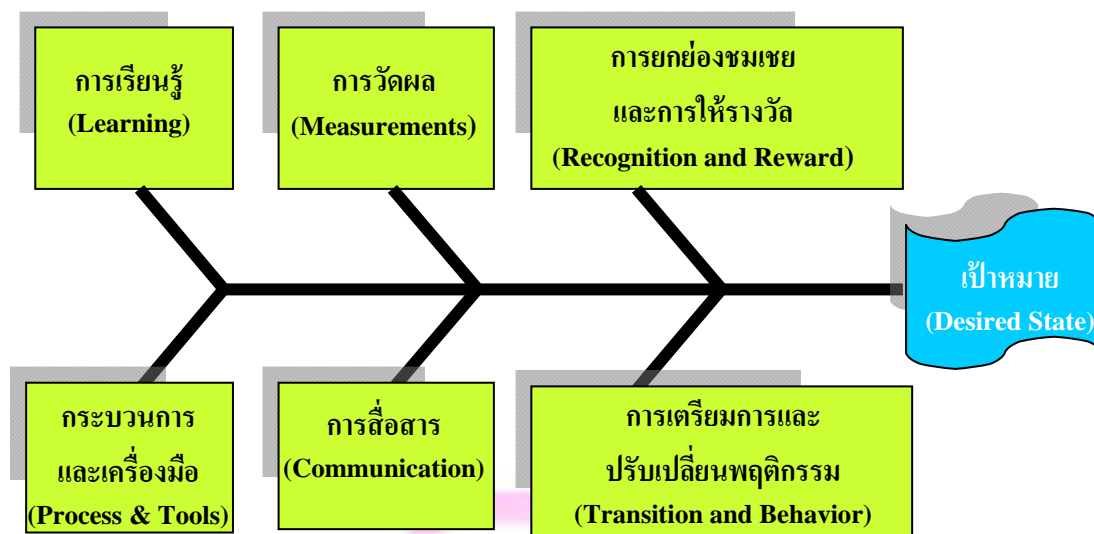 การเรียนรู้
(Learning)
การวัดผล
(Measurements)
การยกย่องชมเชย
และการให้รางวัล
(Recognition and Reward)
เป้าหมาย
(Desired State)
กระบวนการ
และเครื่องมือ
(Process & Tools)
การสื่อสาร
(Communication)
การเตรียมการและ
ปรับเปลี่ยนพฤติกรรม
(Transition and Behavior)